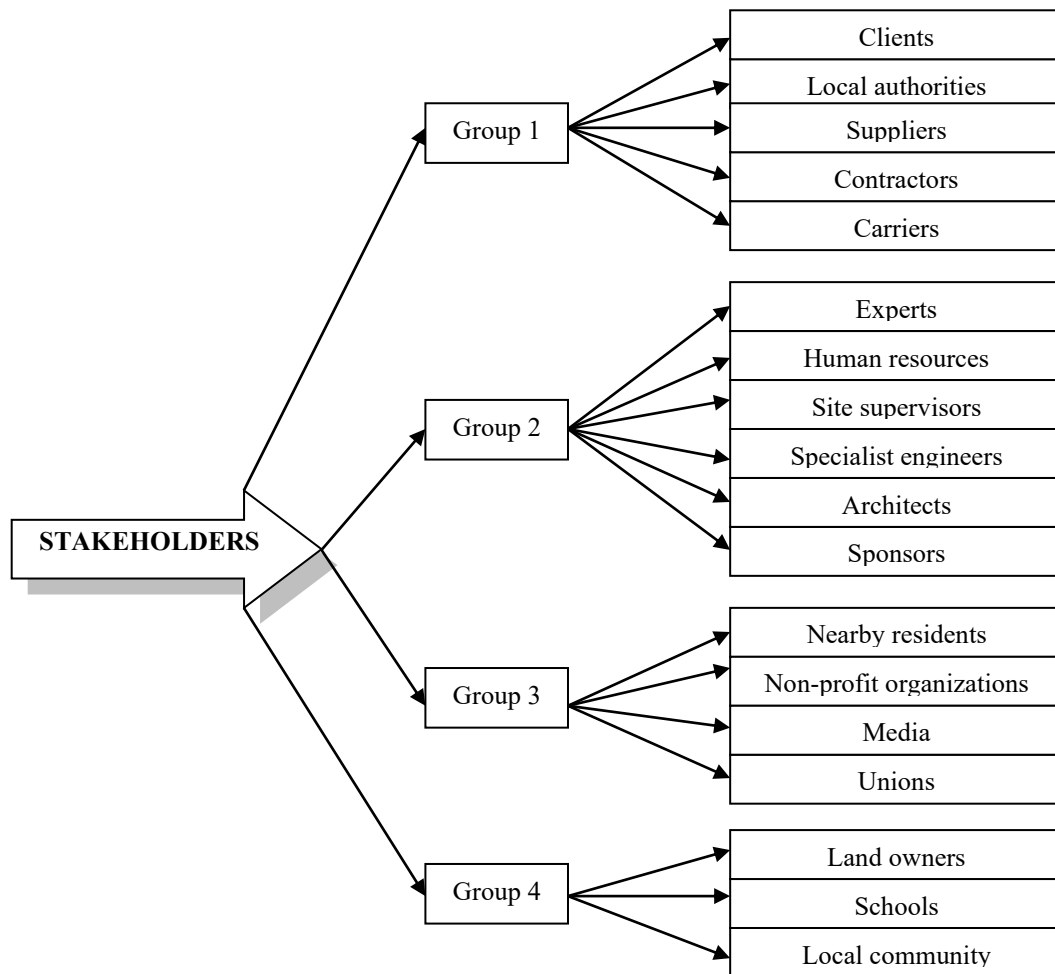 Clients
Local authorities
Group 1
Suppliers
Contractors
Carriers
Experts
Human resources
Group 2
Site supervisors
Specialist engineers
Architects
STAKEHOLDERS
Sponsors
Nearby residents
Group 3
Non-profit organizations
Media
Unions
Land owners
Group 4
Schools
Local community